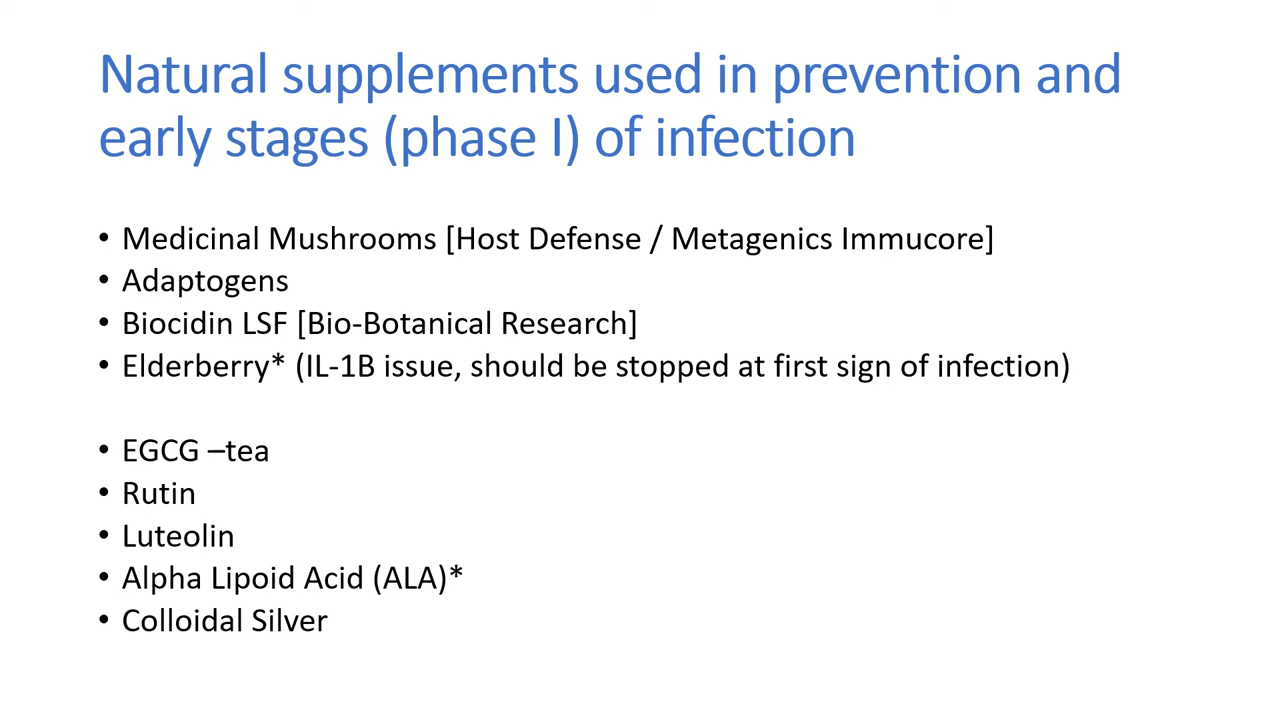 Natural supplements used in prevention and
early stages (phase I) of infection
• Medicinal Mushrooms [Host Defense / Metagenics Immucore]
• Adaptogens
• Biocidin LSF [Bio-Botanical Research]
• Elderberry* (IL-1B issue, should be stopped at first sign of infection)
• EGCG –tea
• Rutin
• Luteolin
• Alpha Lipoid Acid (ALA)*
• Colloidal Silver